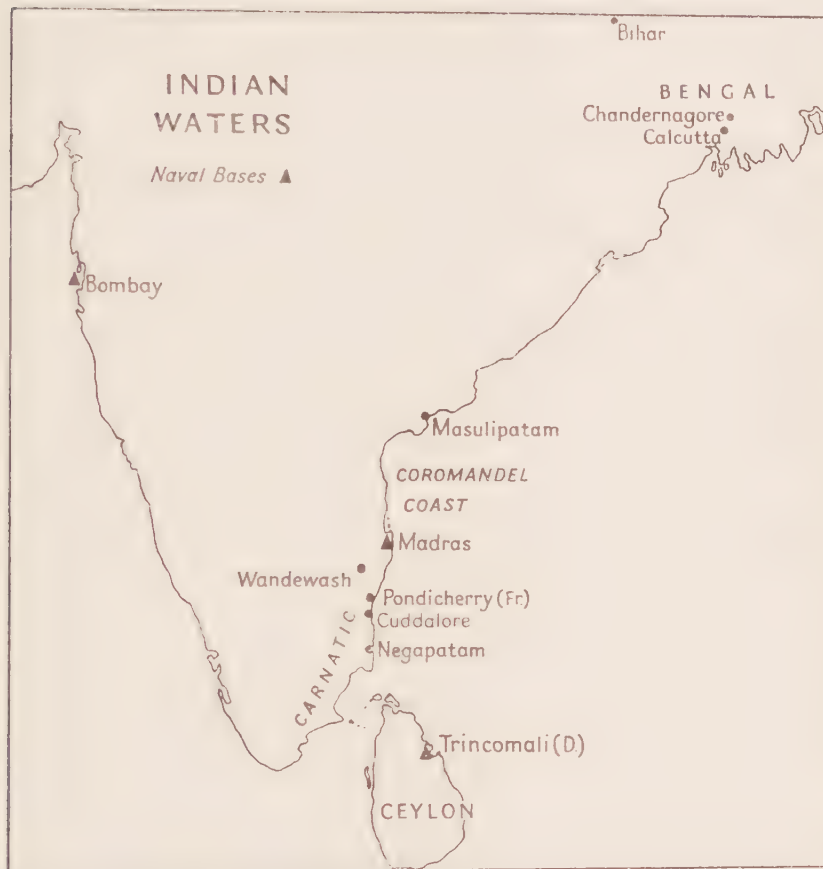 Bihar
INDIAN
WATERS
BENGAL
Chandernagore
Calcutta
Naval Bases
Bombay
Masulipatam
COROMANDEL
COAST
Madras
Wandewash
Pondicherry (Fr.)
Cuddalore
CARNATIC
Negapatam
Trincomali (D.)
CEYLON